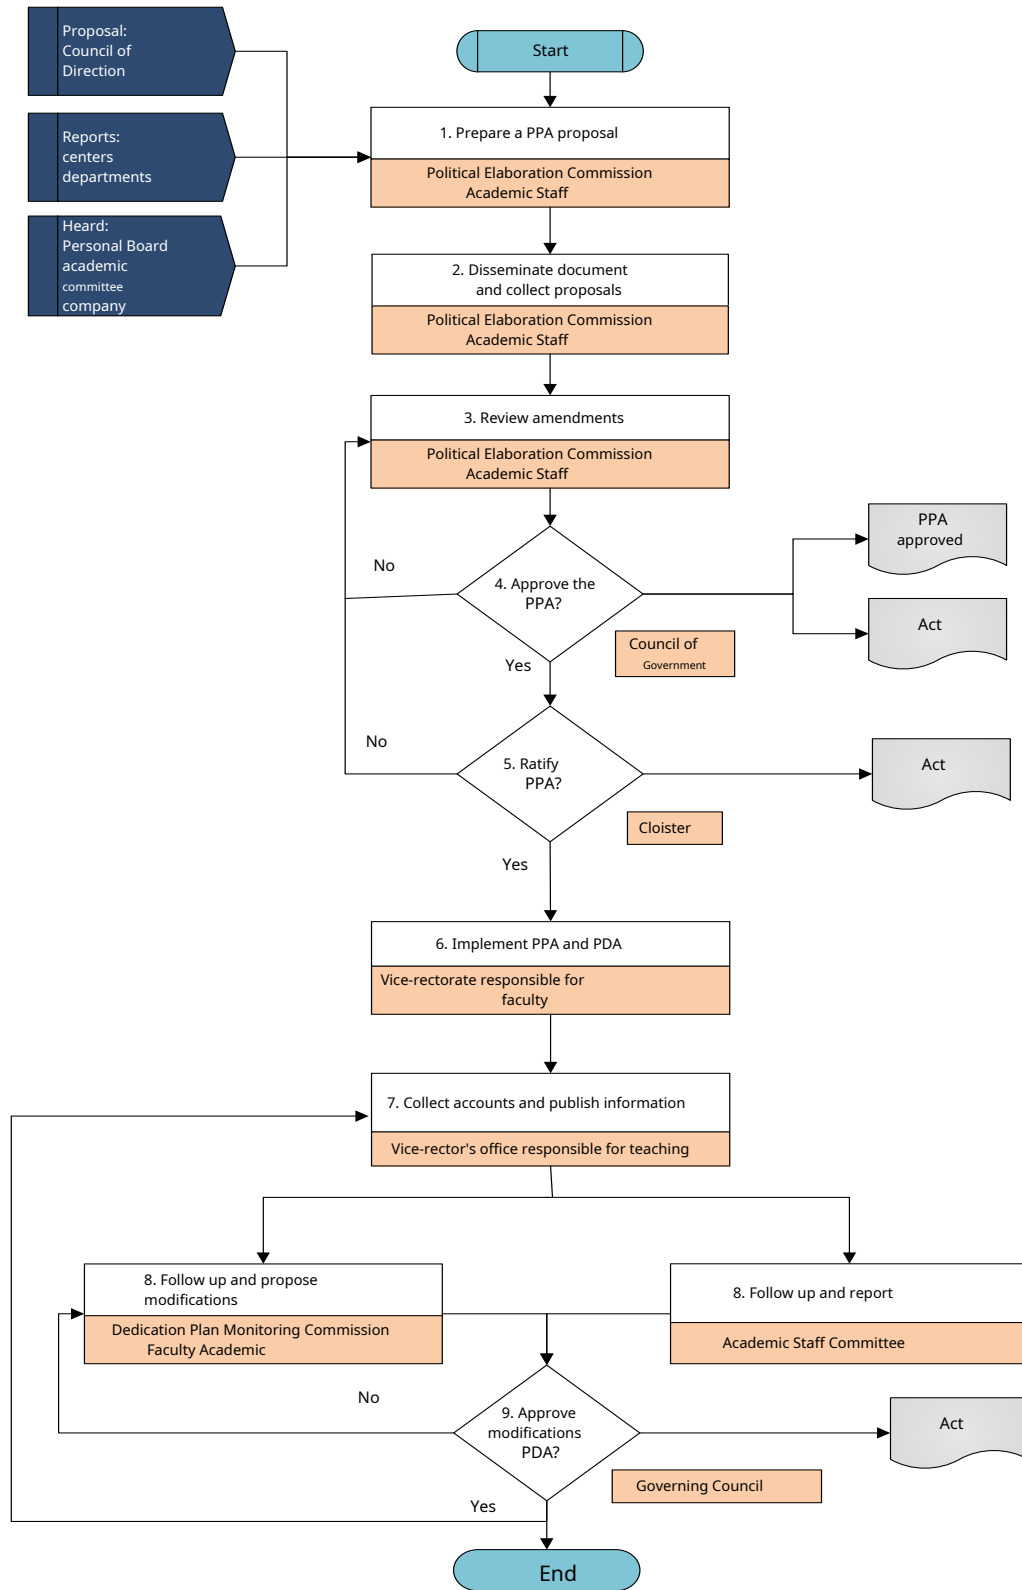 Proposal:
Council of
Direction
Start
Reports:
centers
departments
1. Prepare a PPA proposal
Political Elaboration Commission
Academic Staff
Heard:
Personal Board
academic
committee
company
2. Disseminate document
and collect proposals
Political Elaboration Commission
Academic Staff
3. Review amendments
Political Elaboration Commission
Academic Staff
PPA
approved
No
4. Approve the
PPA?
Act
Council of
Government
Yes
No
5. Ratify
PPA?
Act
Cloister
Yes
6. Implement PPA and PDA
Vice-rectorate responsible for
faculty
7. Collect accounts and publish information
Vice-rector's office responsible for teaching
8. Follow up and propose
modifications
Dedication Plan Monitoring Commission
Faculty Academic
8. Follow up and report
Academic Staff Committee
No
9. Approve
modifications
PDA?
Act
Governing Council
Yes
End